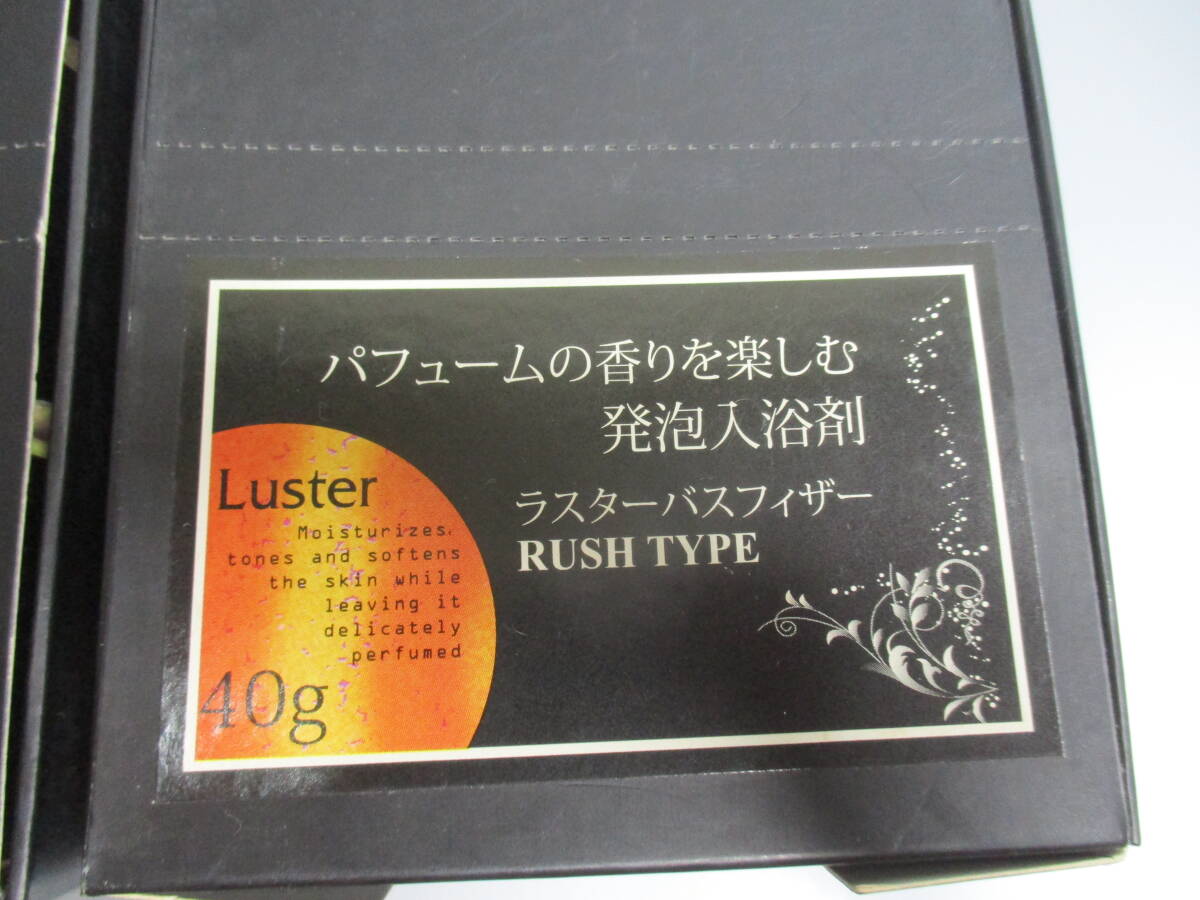 パフュームの香りを楽しむ
発泡入浴剤
ラスターバスフィザー
RUSH TYPE
Luster
Moisturizes,
tones and softens
the skin while
leaving it
delicately
perfumed
40g